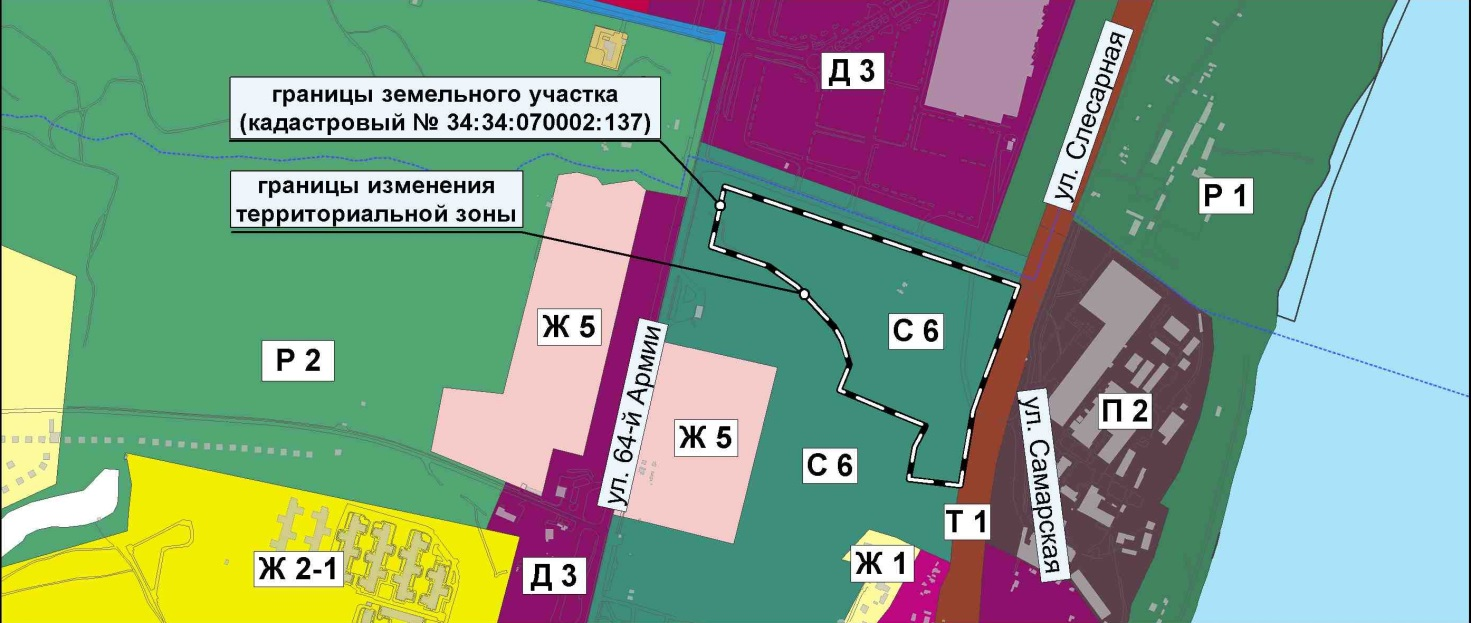 Д 3
ул. Слесарная
границы земельного участка
(кадастровый № 34:34:070002:137)
границы изменения
территориальной зоны
Р 1
Ж 5
С 6
Р 2
ул. 64-й Армии
Ж 5
С 6
П 2
ул. Самарская
Т 1
Ж 2-1
Д 3
Ж 1